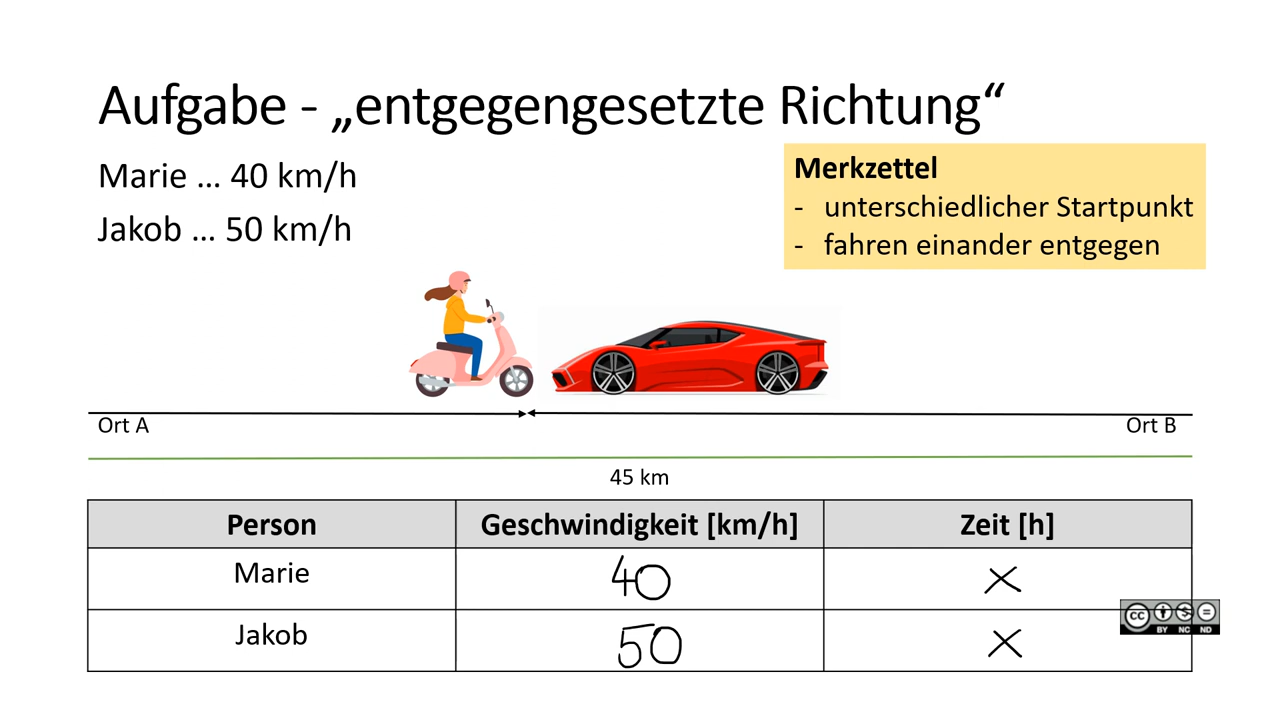 Aufgabe - „entgegengesetzte Richtung“
Marie … 40 km/h
Jakob … 50 km/h
Merkzettel
- unterschiedlicher Startpunkt
- fahren einander entgegen
Ort A
Ort B
45 km
Person Geschwindigkeit [km/h] Zeit [h]
Marie 40 x
Jakob 50 x
cc BY NC ND